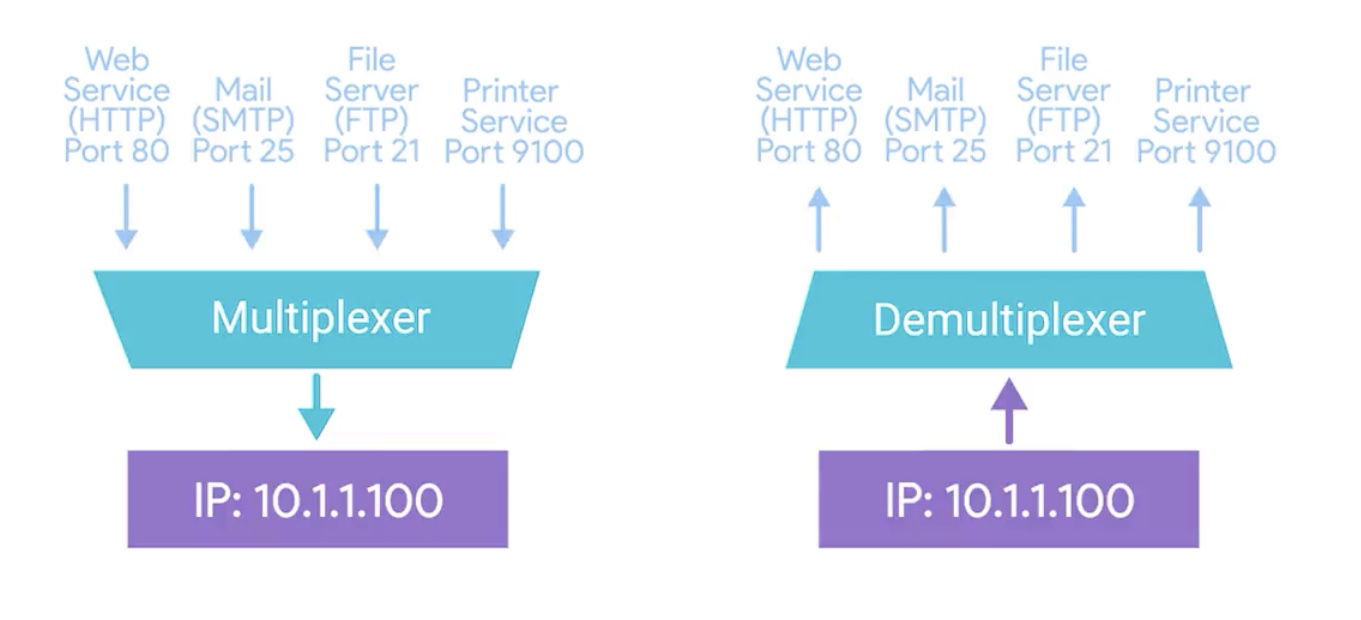 Web
Service
(HTTP)
Port 80
Mail
(SMTP)
Port 25
File
Server
(FTP)
Port 21
Printer
Service
Port 9100
Multiplexer
IP: 10.1.1.100
Web
Service
(HTTP)
Port 80
Mail
(SMTP)
Port 25
File
Server
(FTP)
Port 21
Printer
Service
Port 9100
Demultiplexer
IP: 10.1.1.100